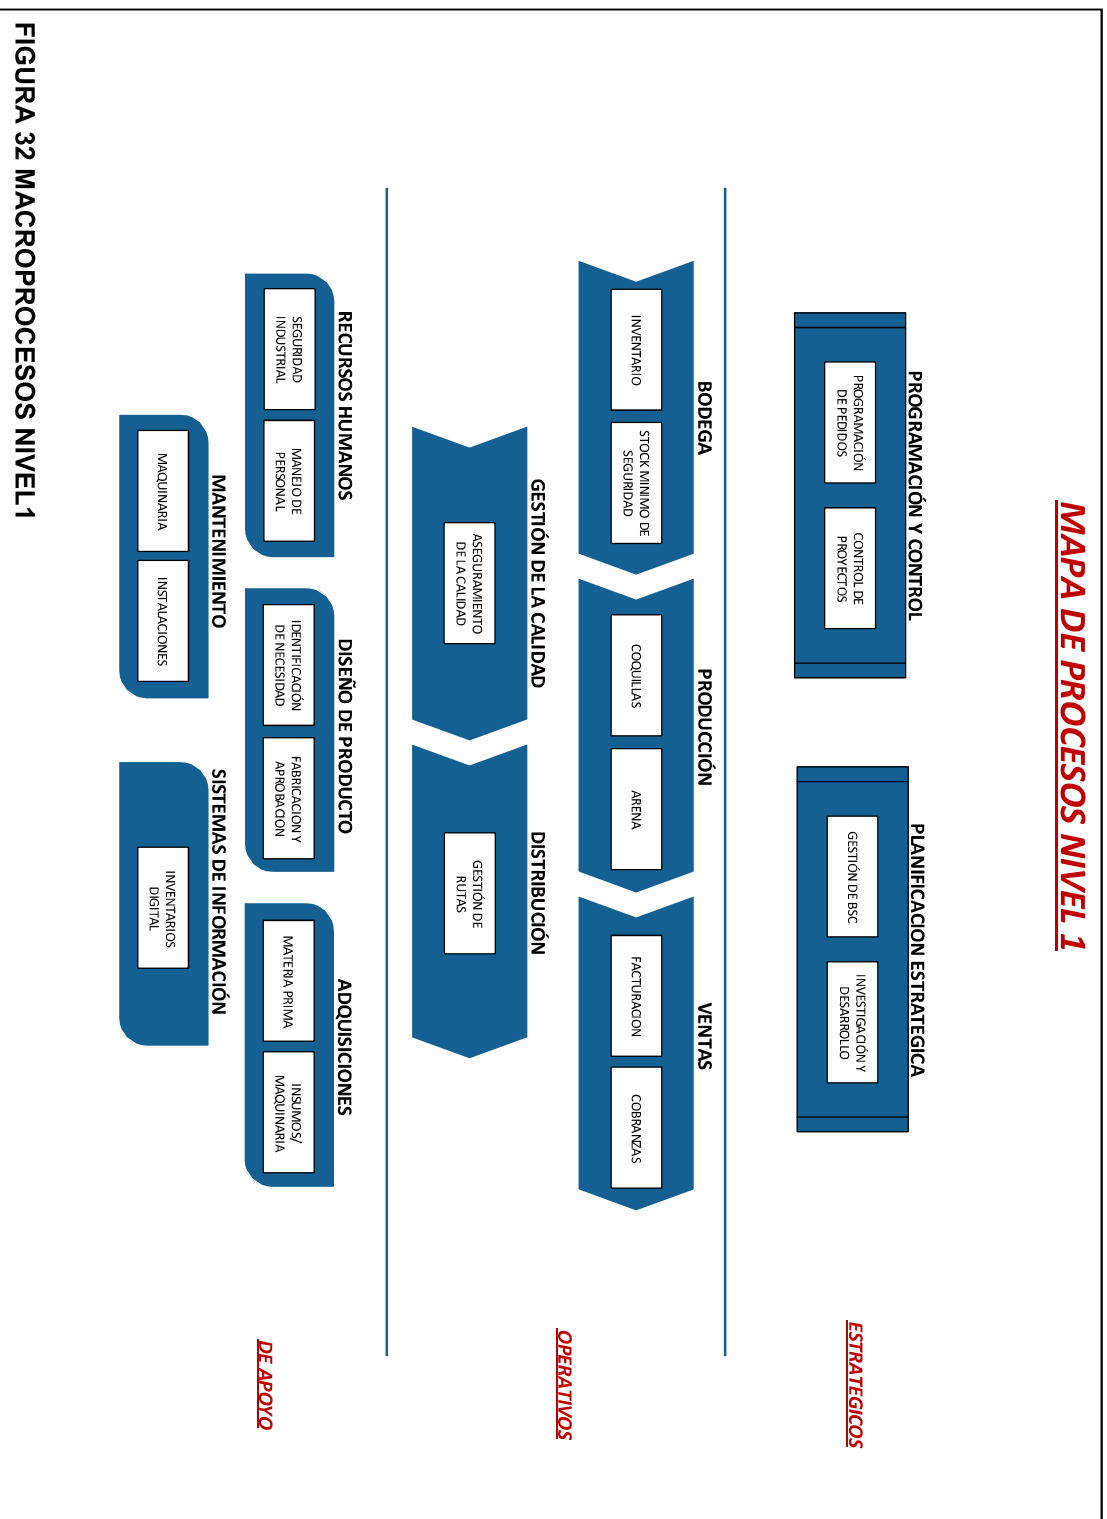 MAPA DE PROCESOS NIVEL 1
PROGRAMACIÓN Y CONTROL
PROGRAMACIÓN
DE PEDIDOS
CONTROL DE
PROYECTOS
PLANIFICACION ESTRATEGICA
GESTIÓN DE BSC
INVESTIGACIÓN Y
DESARROLLO
ESTRATEGICOS
BODEGA
INVENTARIO
STOCK MINIMO DE
SEGURIDAD
PRODUCCIÓN
COQUILLAS
ARENA
VENTAS
FACTURACION
COBRANZAS
GESTIÓN DE LA CALIDAD
ASEGURAMIENTO
DE LA CALIDAD
DISTRIBUCIÓN
GESTIÓN DE
RUTAS
OPERATIVOS
RECURSOS HUMANOS
SEGURIDAD
INDUSTRIAL
MANEJO DE
PERSONAL
DISEÑO DE PRODUCTO
IDENTIFICACIÓN
DE NECESIDAD
FABRICACION Y
APROBACION
ADQUISICIONES
MATERIA PRIMA
INSUMOS/
MAQUINARIA
MANTENIMIENTO
MAQUINARIA
INSTALACIONES
SISTEMAS DE INFORMACIÓN
INVENTARIOS
DIGITAL
DE APOYO
FIGURA 32 MACROPROCESOS NIVEL1